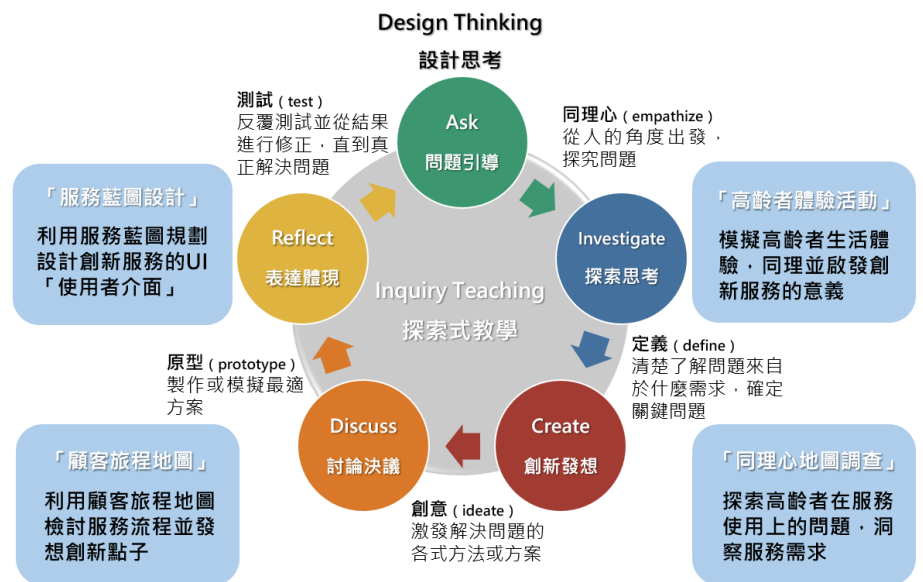 Design Thinking
設計思考
測試 ( test )
反覆測試並從結果
進行修正，直到真
正解決問題
Ask
問題引導
同理心 ( empathize )
從人的角度出發，
探究問題
「服務藍圖設計」
利用服務藍圖規劃
設計創新服務的UI
「使用者介面」
Reflect
表達體現
Investigate
探索思考
「高齡者體驗活動」
模擬高齡者生活體
驗，同理並啟發創
新服務的意義
Inquiry Teaching
探索式教學
原型 ( prototype )
製作或模擬最適
方案
定義 ( define )
清楚了解問題來自
於什麼需求，確定
關鍵問題
Discuss
討論決議
Create
創新發想
「顧客旅程地圖」
利用顧客旅程地圖
檢討服務流程並發
想創新點子
創意 ( ideate )
激發解決問題的
各式方法或方案
「同理心地圖調查」
探索高齡者在服務
使用上的問題，洞
察服務需求